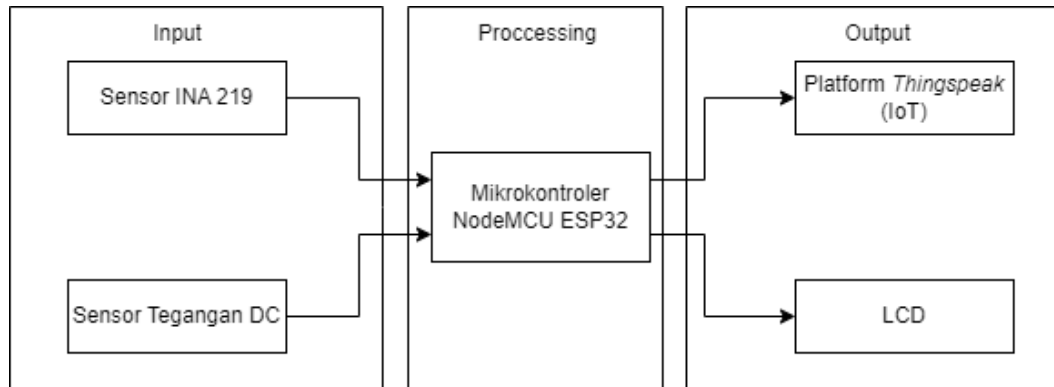 Input
Sensor INA 219
Sensor Tegangan DC
Proccessing
Mikrokontroler
NodeMCU ESP32
Output
Platform Thingspeak
(IoT)
LCD